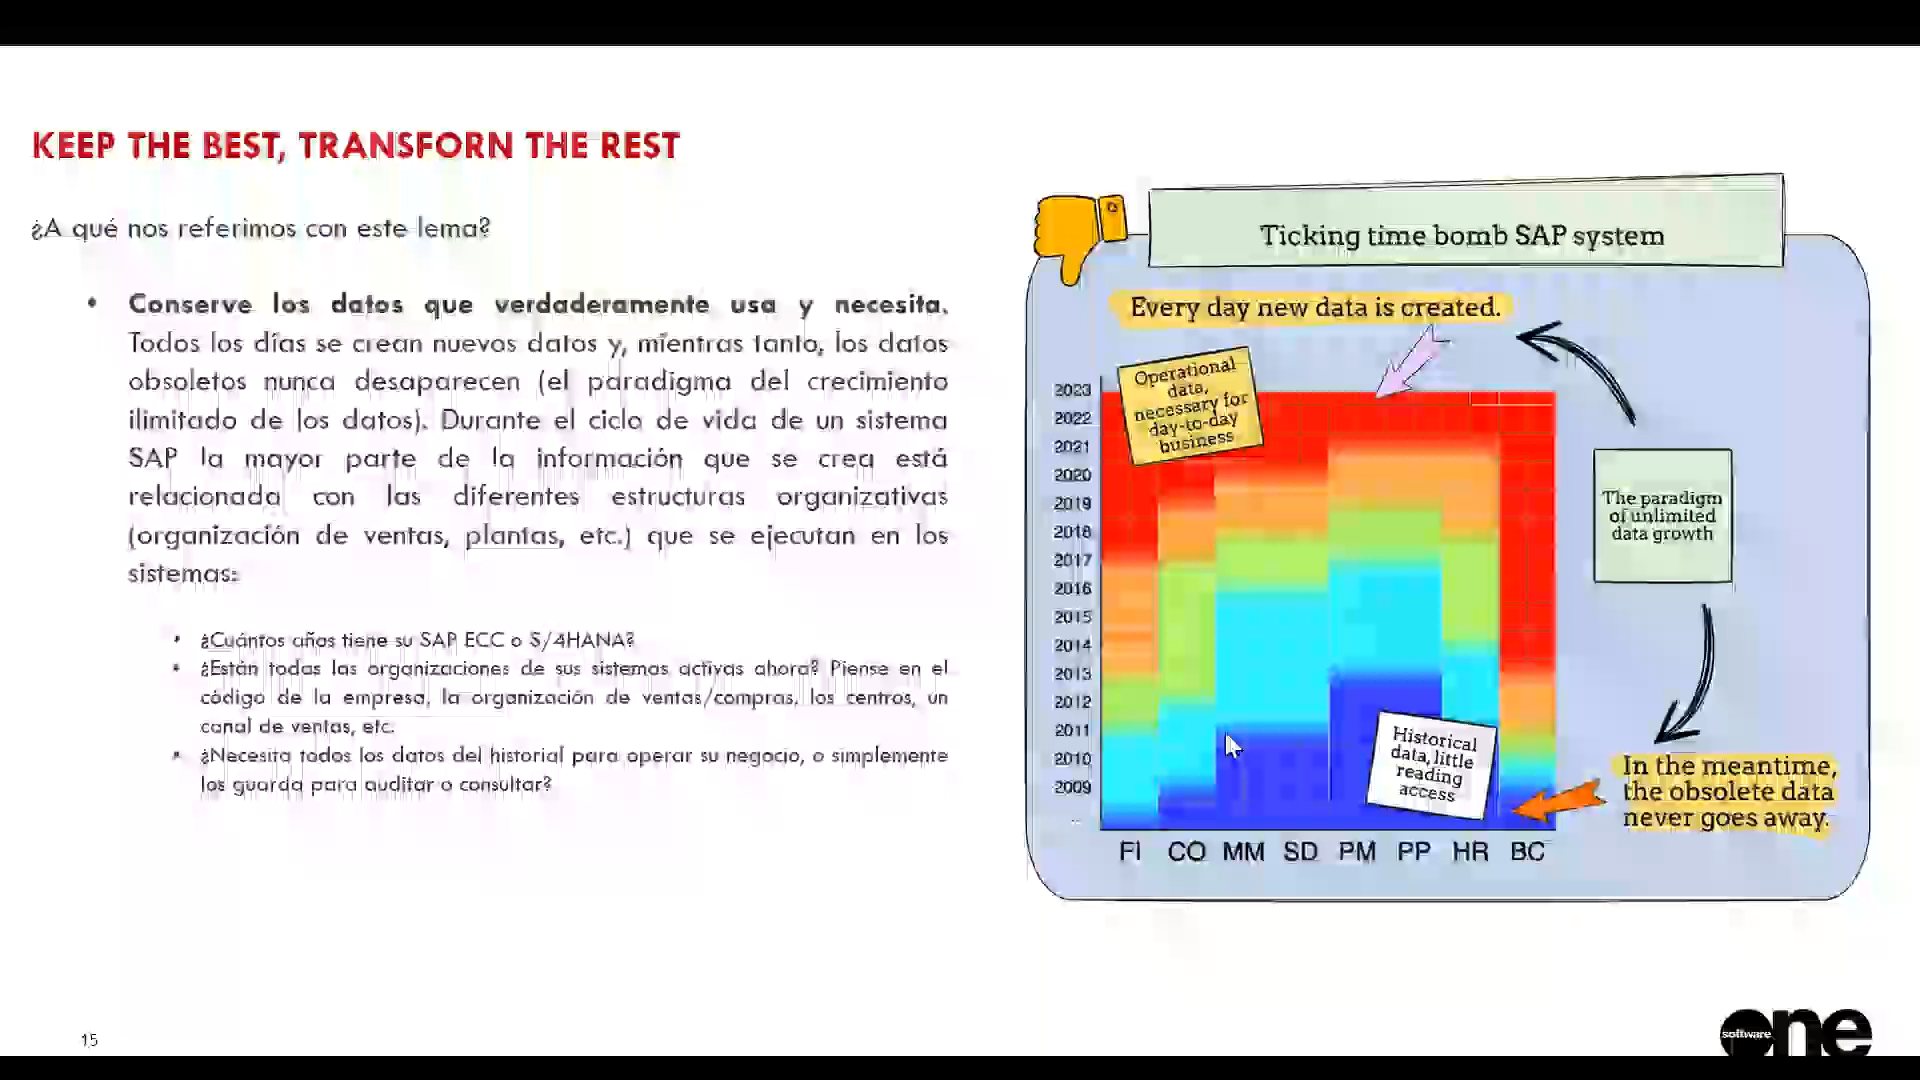 KEEP THE BEST, TRANSFORN THE REST
¿A qué nos referimos con este lema?
• Conserve los datos que verdaderamente usa y necesita.
Todos los días se crean nuevos datos y, mientras tanto, los datos
obsoletos nunca desaparecen (el paradigma del crecimiento
ilimitado de los datos). Durante el ciclo de vida de un sistema
SAP la mayor parte de la información que se crea está
relacionada con las diferentes estructuras organizativas
(organización de ventas, plantas, etc.) que se ejecutan en los
sistemas:
• ¿Cuántos años tiene su SAP ECC o S/4HANA?
• ¿Están todas las organizaciones de sus sistemas activas ahora? Piense en el
código de la empresa, la organización de ventas/compras, los centros, un
canal de ventas, etc.
• ¿Necesita todos los datos del historial para operar su negocio, o simplemente
los guarda para auditar o consultar?
15
Ticking time bomb SAP system
Every day new data is created.
Operational
data,
necessary for
day-to-day
business
2023
2022
2021
2020
2019
2018
2017
2016
2015
2014
2013
2012
2011
2010
2009
...
The paradigm
of unlimited
data growth
Historical
data, little
reading
access
In the meantime,
the obsolete data
never goes away.
FI CO MM SD PM PP HR BC
software one